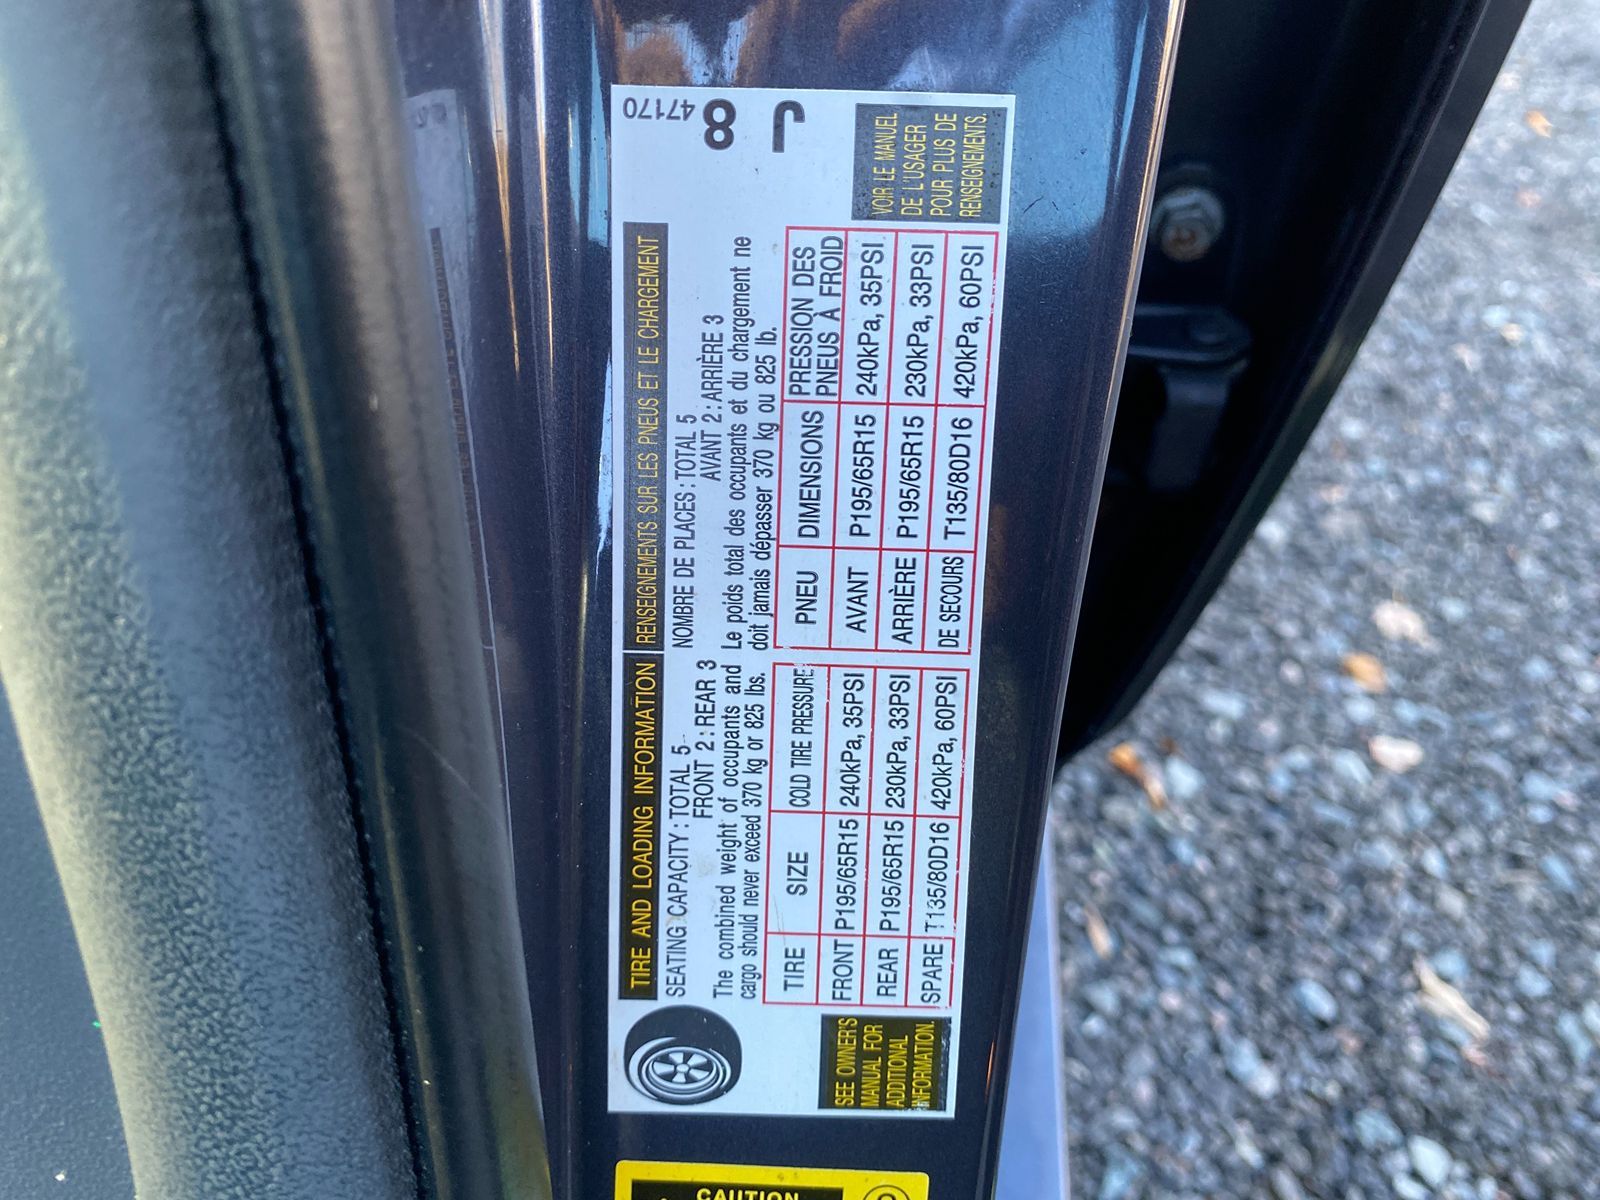 TIRE AND LOADING INFORMATION
SEATING CAPACITY : TOTAL 5
FRONT 2 : REAR 3
The combined weight of occupants and
cargo should never exceed 370 kg or 825 lbs.
TIRE SIZE COLD TIRE PRESSURE
FRONT P195/65R15 240kPa, 35PSI
REAR P195/65R15 230kPa, 33PSI
SPARE T135/80D16 420kPa, 60PSI
SEE OWNER'S
MANUAL FOR
ADDITIONAL
INFORMATION.
RENSEIGNEMENTS SUR LES PNEUS ET LE CHARGEMENT
NOMBRE DE PLACES : TOTAL 5
AVANT 2 : ARRIÈRE 3
Le poids total des occupants et du chargement ne
doit jamais dépasser 370 kg ou 825 lb.
PNEU DIMENSIONS PRESSION DES
PNEUS À FROID
AVANT P195/65R15 240kPa, 35PSI
ARRIÈRE P195/65R15 230kPa, 33PSI
DE SECOURS T135/80D16 420kPa, 60PSI
47170
8
J
VOIR LE MANUEL
DE L'USAGER
POUR PLUS DE
RENSEIGNEMENTS.
CAUTION